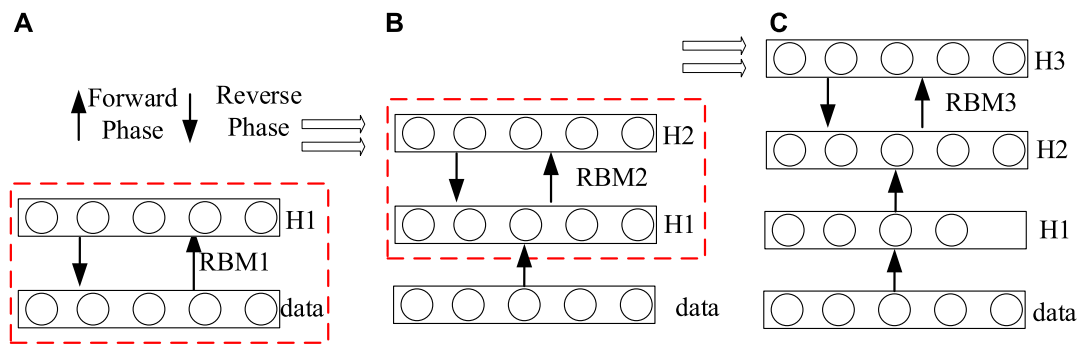 A
Forward
Phase
Reverse
Phase
H1
RBM1
data
B
H2
RBM2
H1
data
C
H3
RBM3
H2
H1
data